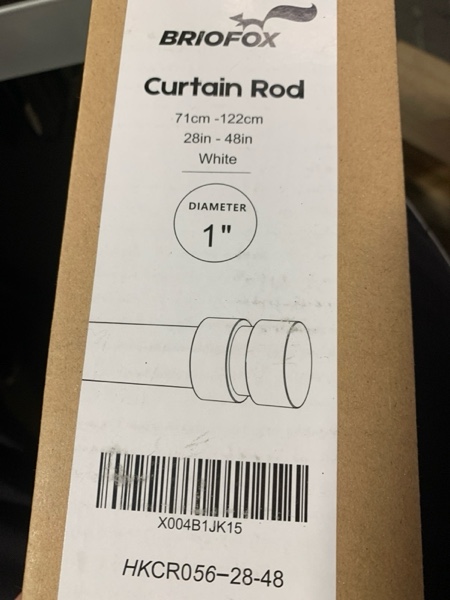 BRIOFOX
Curtain Rod
71cm -122cm
28in - 48in
White
DIAMETER
1"
X004B1JK15
HKCR056-28-48